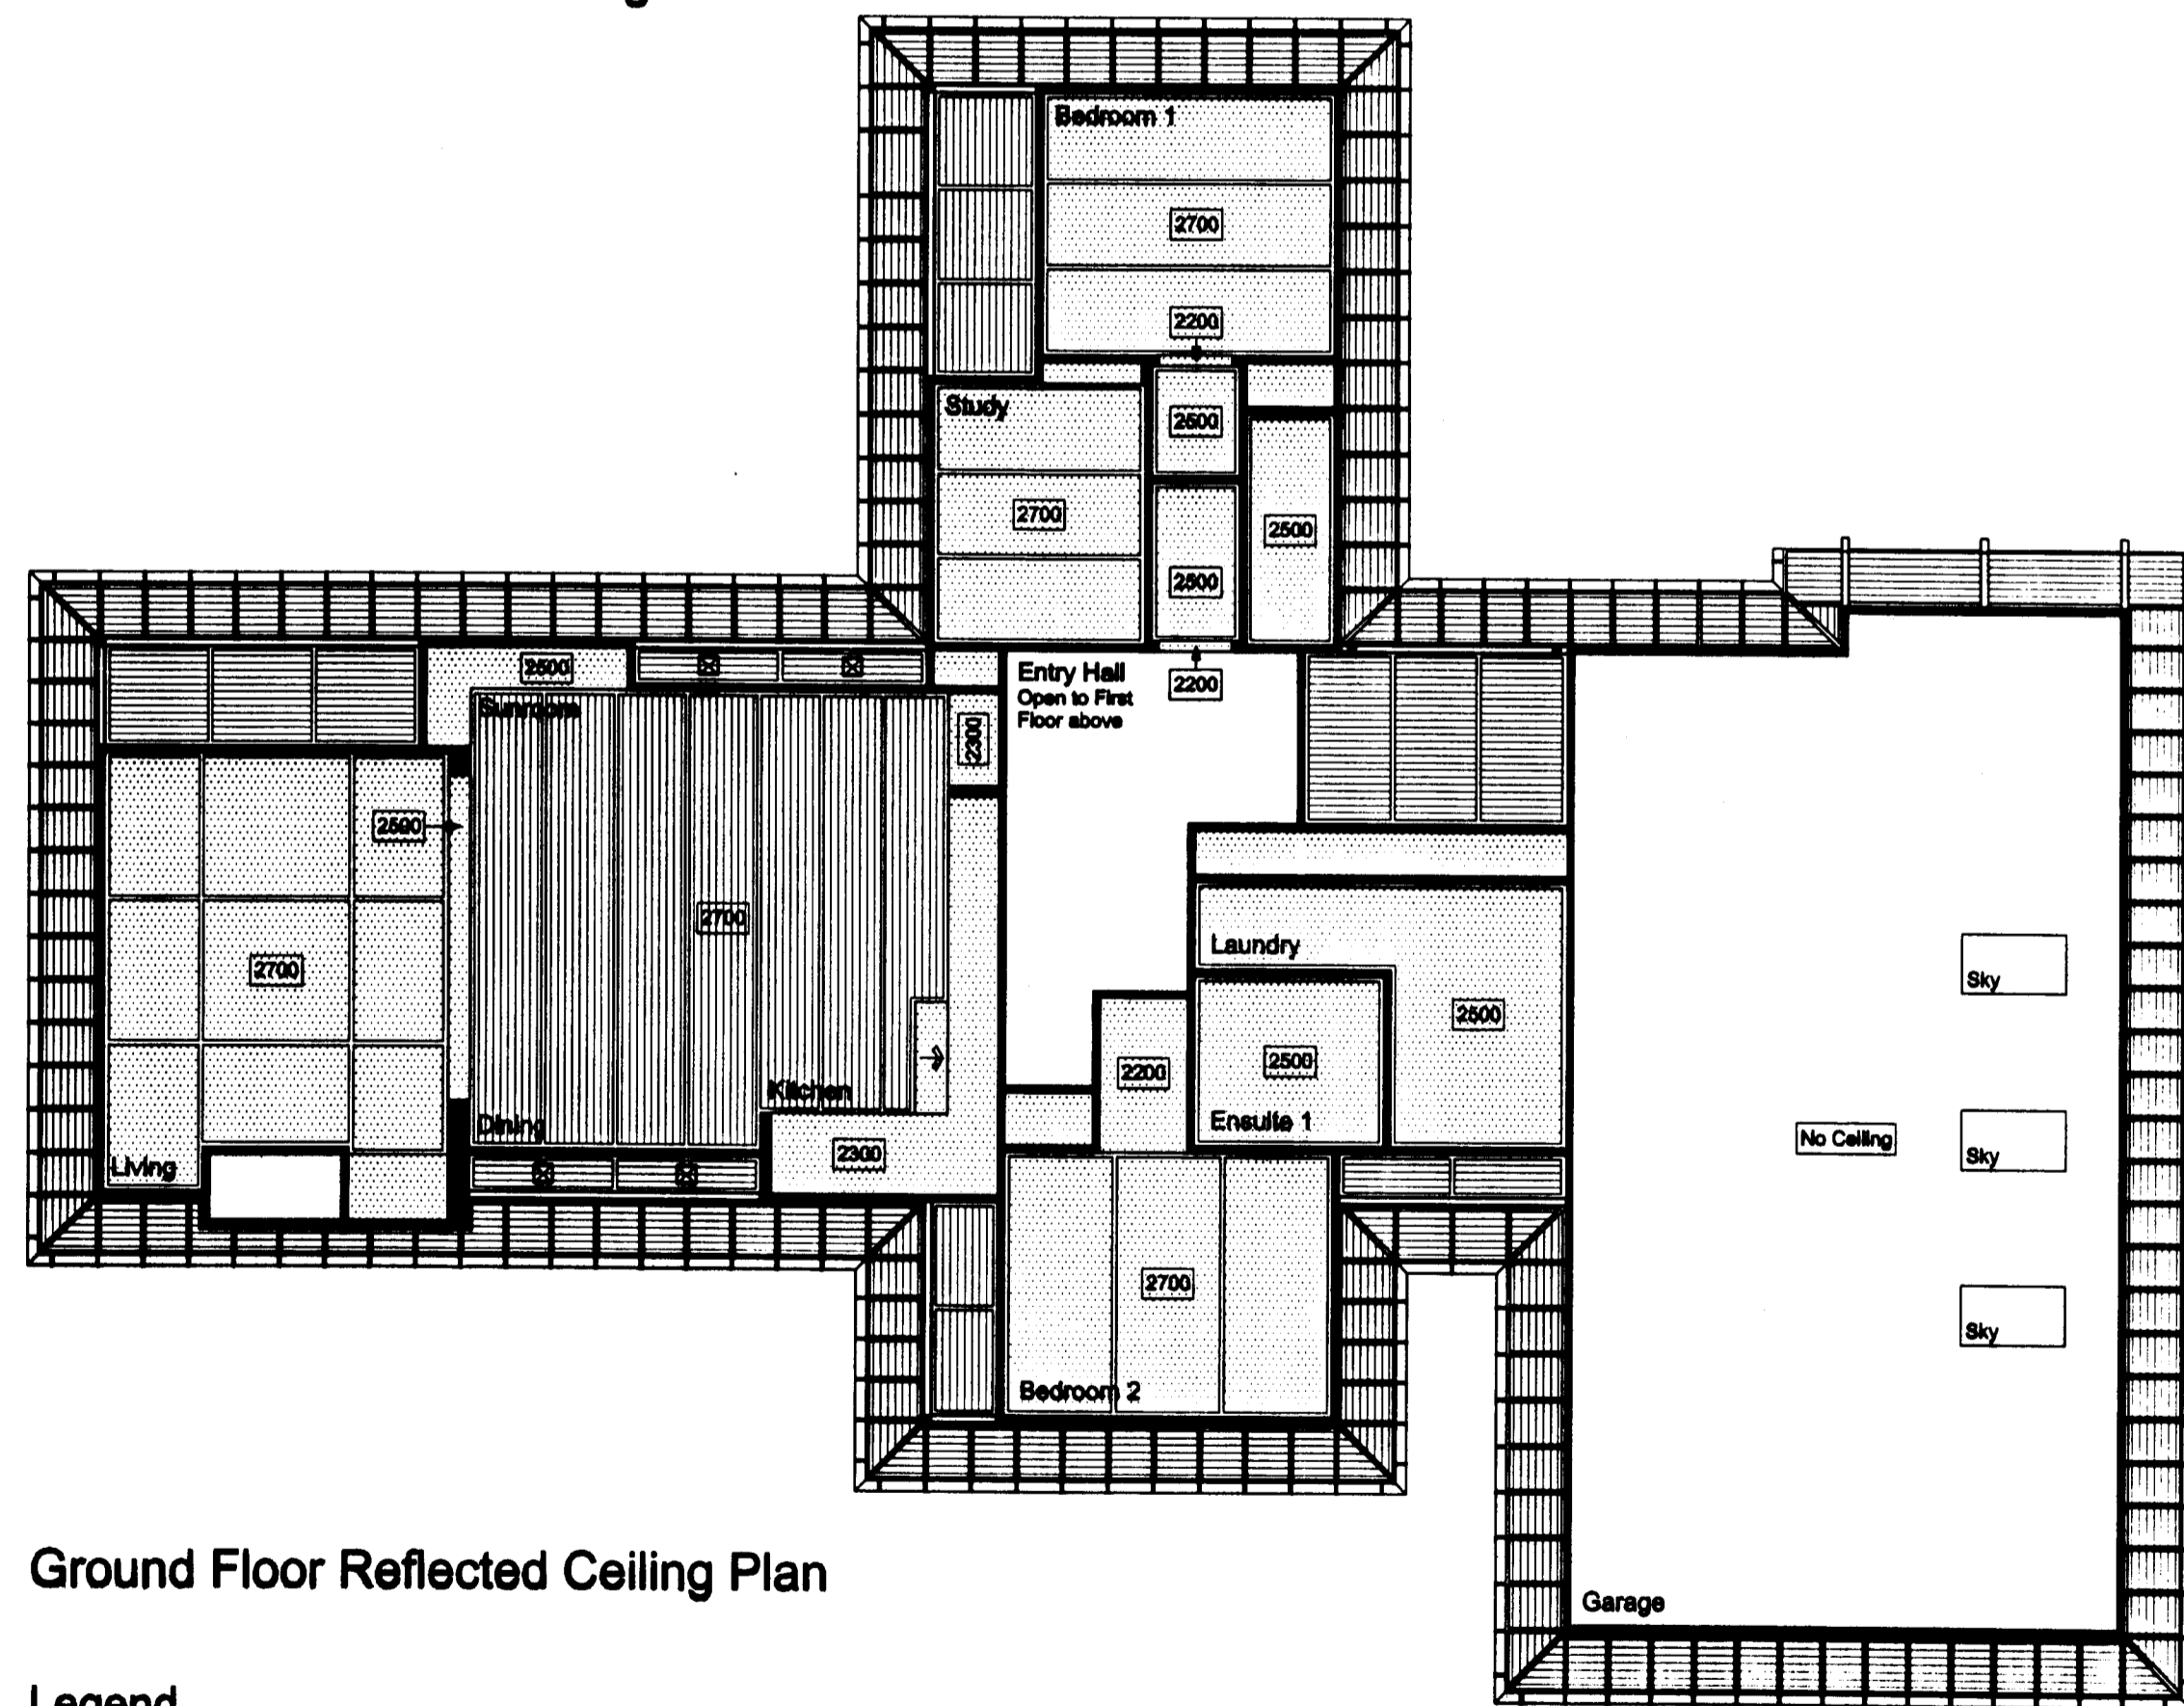 Bedroom 1
2700
2200
Study
2500
2700
2500
2500
2500
Sunroom
Entry Hall
Open to First
Floor above
2200
2300
2500
2700
Laundry
2700
2500
2500
2200
Ensuite 1
Kitchen
Dining
2300
Living
Sky
No Ceiling
Sky
2700
Sky
Bedroom 2
Ground Floor Reflected Ceiling Plan
Garage
Legend